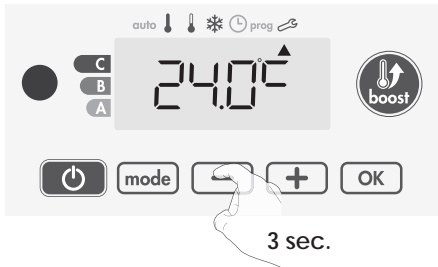 auto prog
C
B
A
24.0°C
boost
mode - + OK
3 sec.